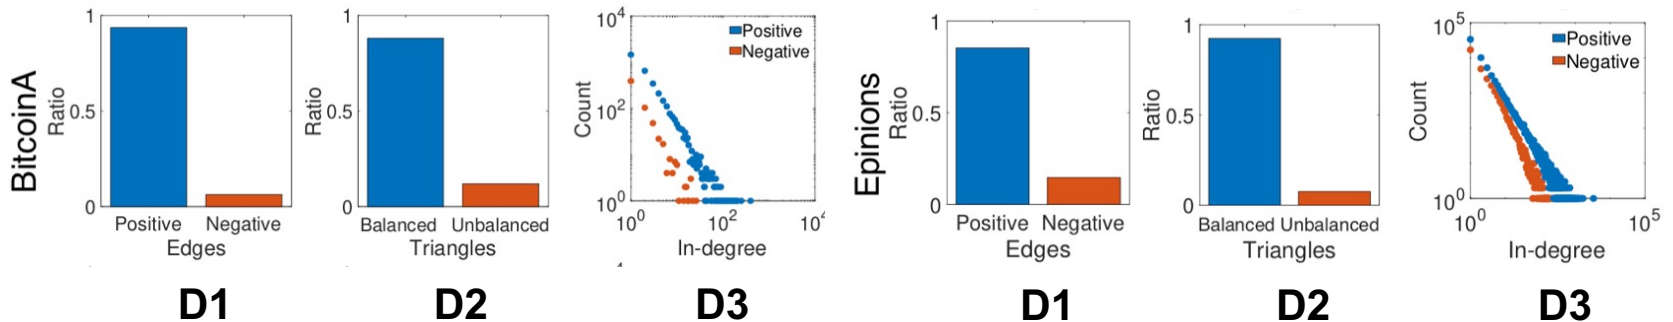 BitcoinA
Ratio
1
0.5
0
Positive Negative
Edges
D1
Ratio
1
0.5
0
Balanced Unbalanced
Triangles
D2
Count
10^4
10^2
10^0
10^0 10^2 10^4
In-degree
Positive
Negative
D3
Epinions
Ratio
1
0.5
0
Positive Negative
Edges
D1
Ratio
1
0.5
0
Balanced Unbalanced
Triangles
D2
Count
10^5
10^0
10^0 10^5
In-degree
Positive
Negative
D3